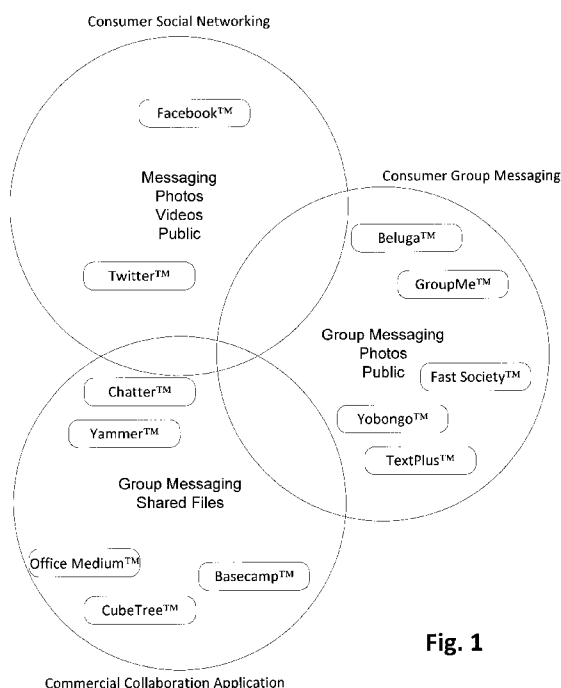 Consumer Social Networking
Facebook™
Messaging
Photos
Videos
Public
Twitter™
Consumer Group Messaging
Beluga™
GroupMe™
Group Messaging
Photos
Public
Fast Society™
Yobongo™
TextPlus™
Chatter™
Yammer™
Group Messaging
Shared Files
Office Medium™
Basecamp™
CubeTree™
Fig. 1
Commercial Collaboration Application